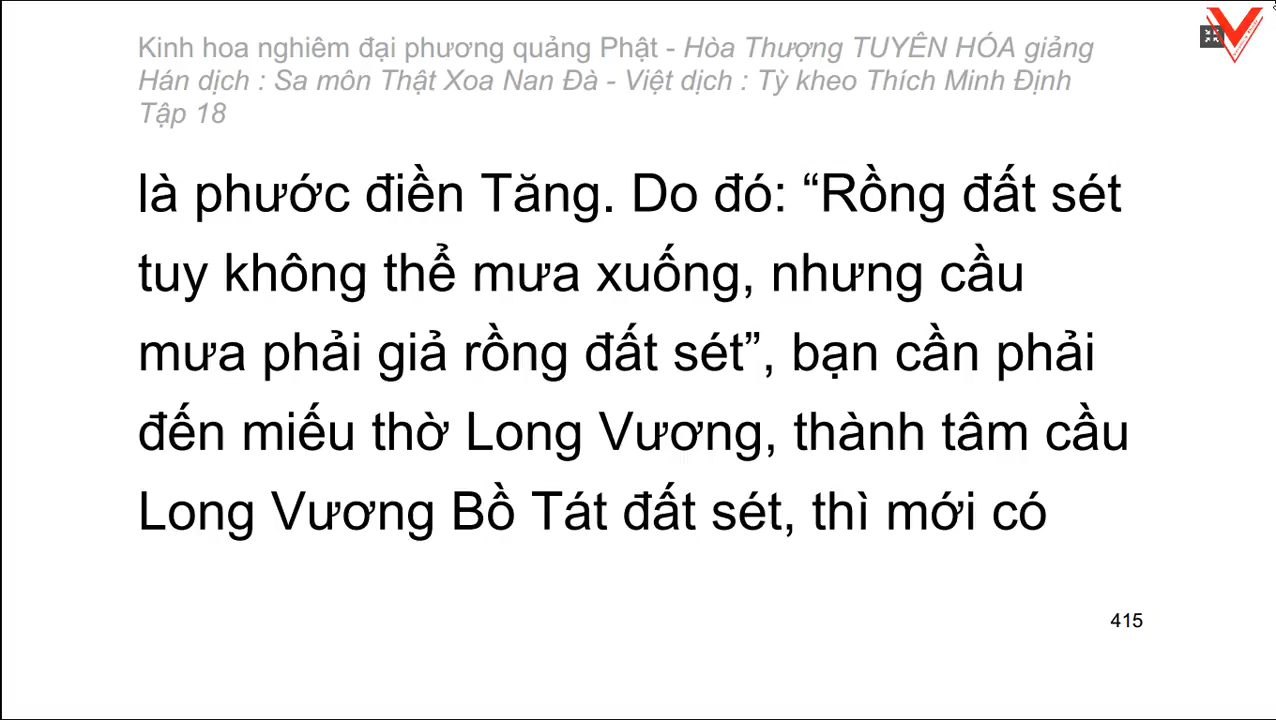 Kinh hoa nghiêm đại phương quảng Phật - Hòa Thượng TUYÊN HÓA giảng
Hán dịch : Sa môn Thật Xoa Nan Đà - Việt dịch : Tỳ kheo Thích Minh Định
Tập 18
là phước điền Tăng. Do đó: “Rồng đất sét
tuy không thể mưa xuống, nhưng cầu
mưa phải giả rồng đất sét”, bạn cần phải
đến miếu thờ Long Vương, thành tâm cầu
Long Vương Bồ Tát đất sét, thì mới có
415